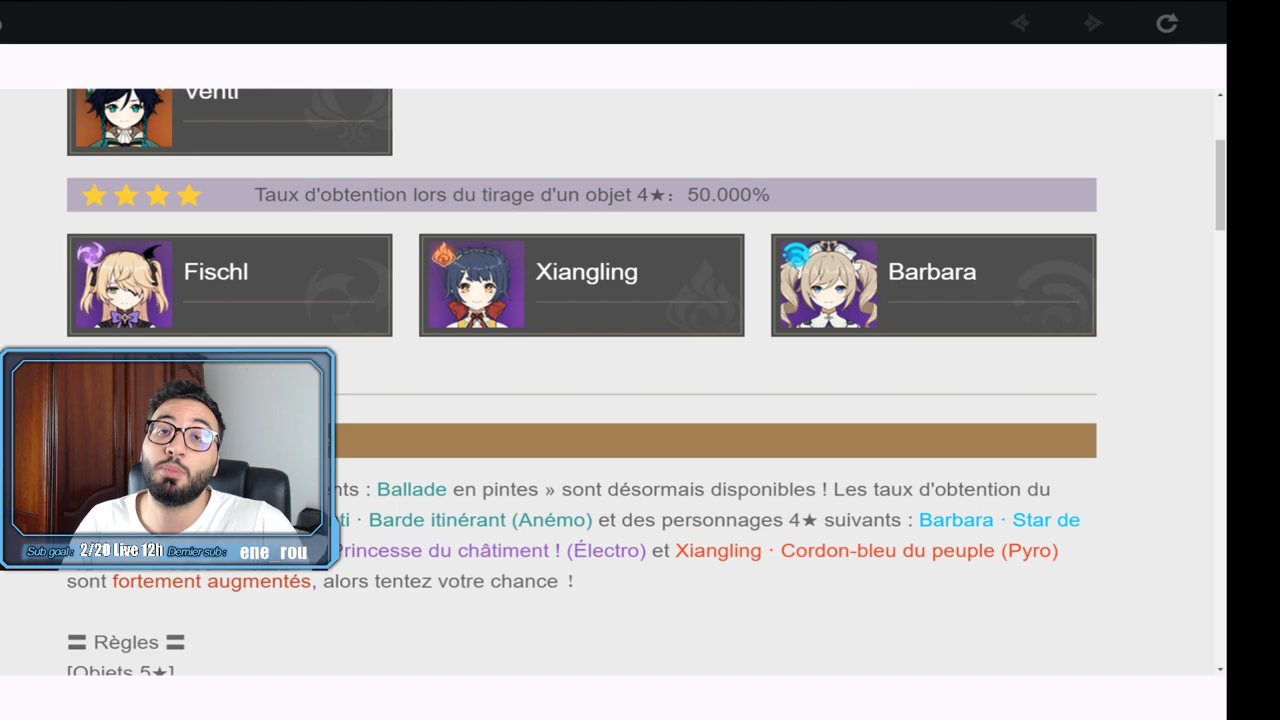 Venti
Taux d'obtention lors du tirage d'un objet 4★: 50.000%
Fischl
Xiangling
Barbara
nts : Ballade en pintes » sont désormais disponibles ! Les taux d'obtention du
ti · Barde itinérant (Anémo) et des personnages 4★ suivants : Barbara · Star de
Princesse du châtiment ! (Électro) et Xiangling · Cordon-bleu du peuple (Pyro)
sont fortement augmentés, alors tentez votre chance !
〓 Règles 〓
[Objets 5★]
Sub goal: 2/20 Live 12h Dernier sub: ene_rou